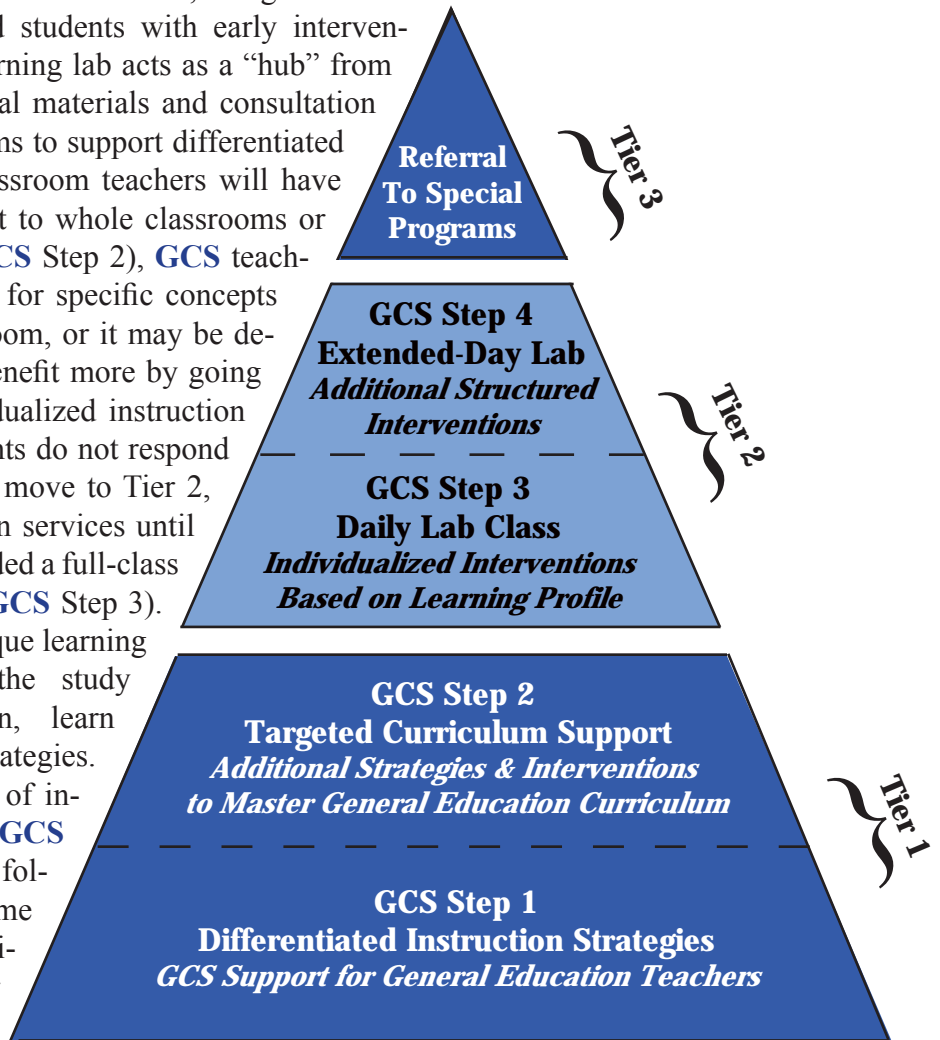 d students with early interven-
rning lab acts as a “hub” from
al materials and consultation
ns to support differentiated
ssroom teachers will have
t to whole classrooms or
CS Step 2), GCS teach-
for specific concepts
oom, or it may be de-
enefit more by going
dualized instruction
nts do not respond
move to Tier 2,
n services until
ded a full-class
GCS Step 3).
que learning
the study
n, learn
ategies.
of in-
GCS
fol-
me
i-
Referral
To Special
Programs
Tier 3
GCS Step 4
Extended-Day Lab
Additional Structured
Interventions
GCS Step 3
Daily Lab Class
Individualized Interventions
Based on Learning Profile
Tier 2
GCS Step 2
Targeted Curriculum Support
Additional Strategies & Interventions
to Master General Education Curriculum
GCS Step 1
Differentiated Instruction Strategies
GCS Support for General Education Teachers
Tier 1